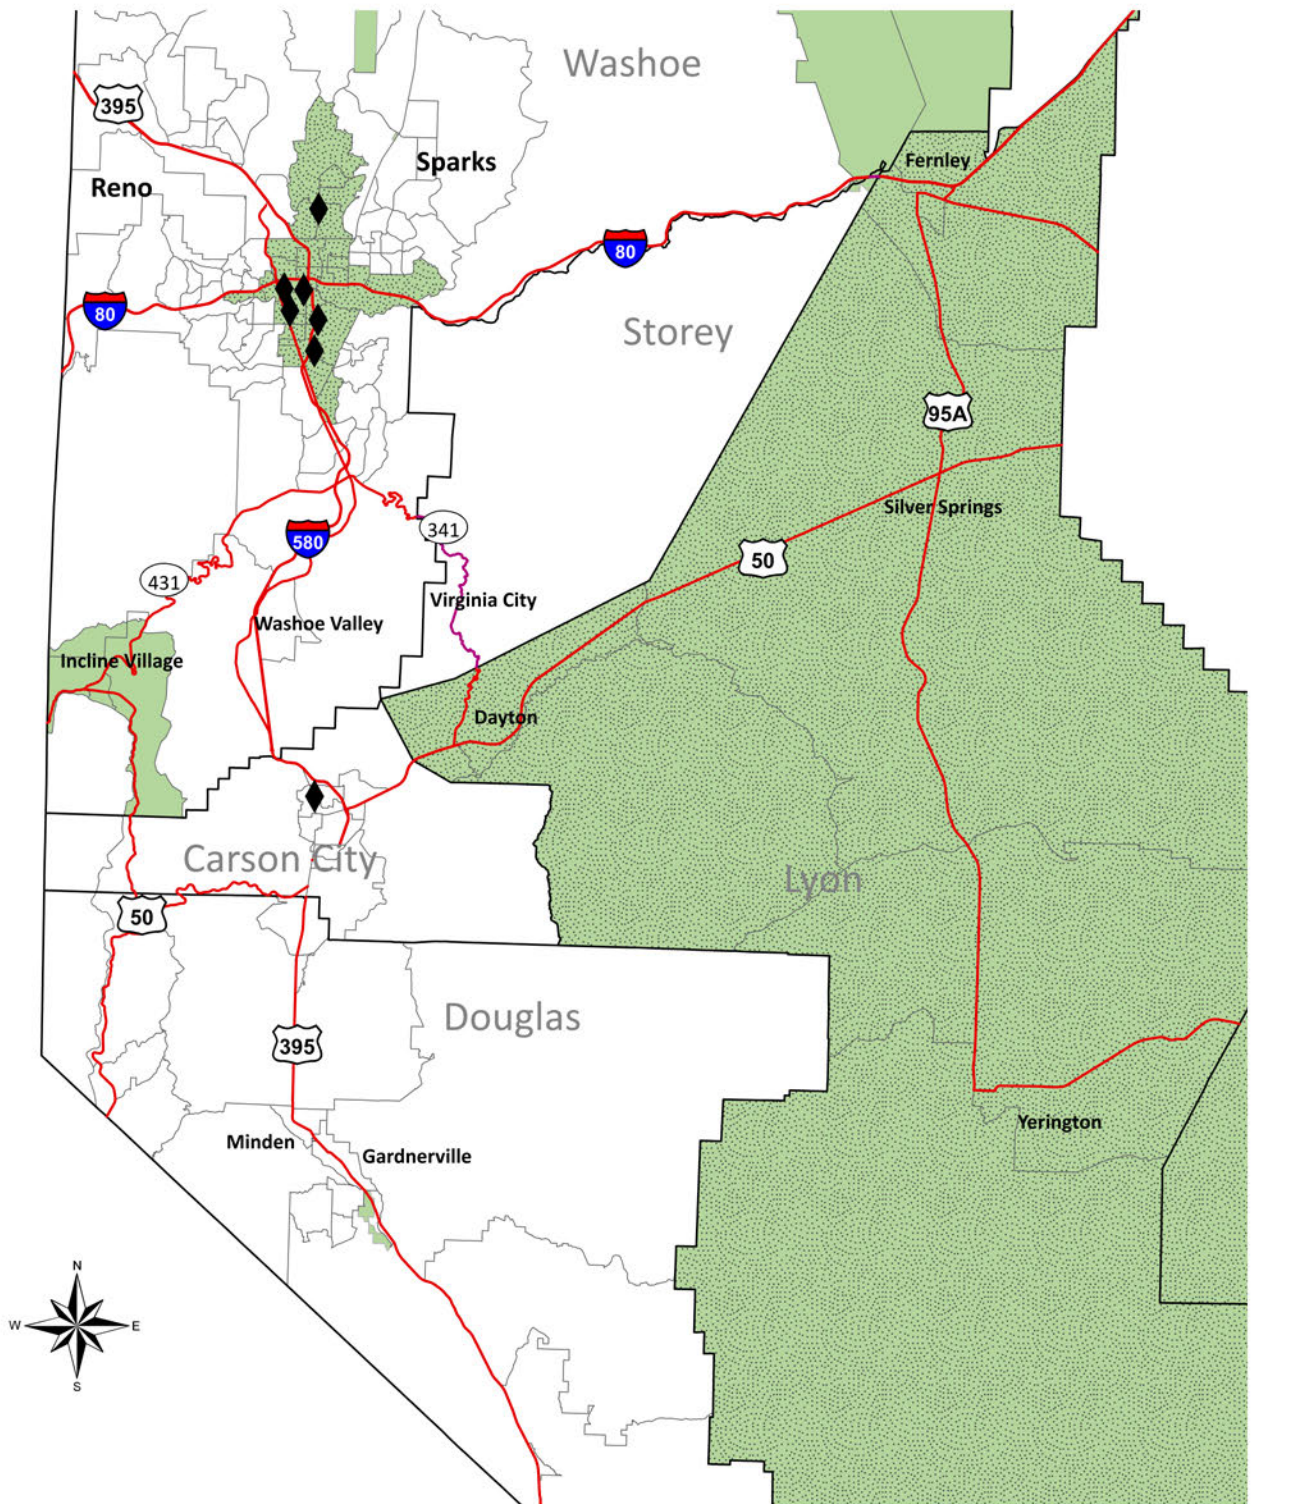 Washoe
395
Sparks
Fernley
Reno
80
80
Storey
95A
Silver Springs
341
580
50
431
Virginia City
Washoe Valley
Incline Village
Dayton
Carson City
Lyon
50
Douglas
395
Yerington
Minden
Gardnerville
N
W
E
S